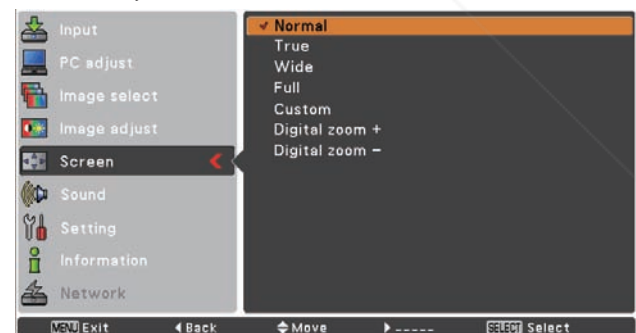 Input
PC adjust
Image select
Image adjust
Screen
Sound
Setting
Information
Network
✔ Normal
True
Wide
Full
Custom
Digital zoom +
Digital zoom –
MENU Exit ◀ Back ◆ Move ▶ ----- SELECT Select